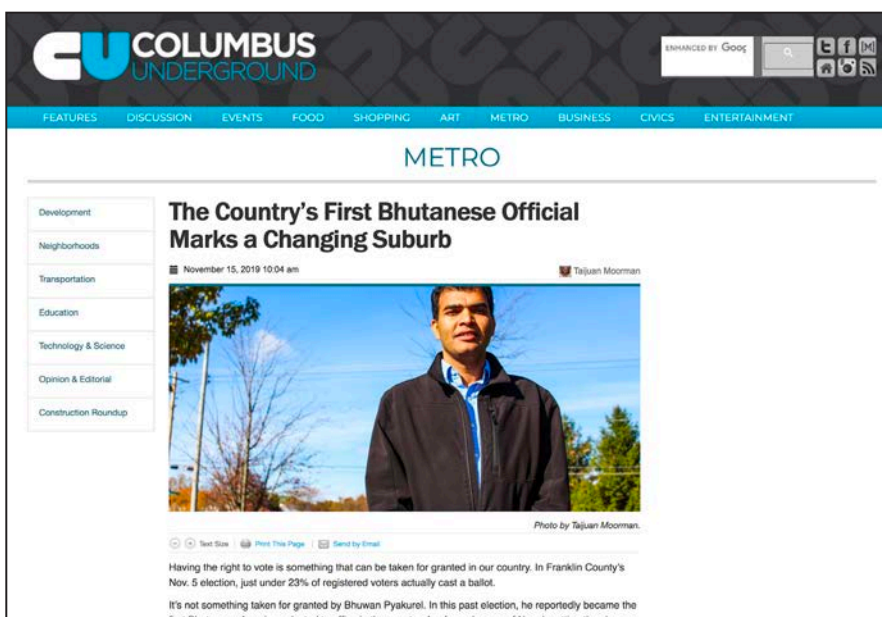 CU COLUMBUS
UNDERGROUND
ENHANCED BY Goog
FEATURES DISCUSSION EVENTS FOOD SHOPPING ART METRO BUSINESS CIVICS ENTERTAINMENT
METRO
Development
Neighborhoods
Transportation
Education
Technology & Science
Opinion & Editorial
Construction Roundup
The Country's First Bhutanese Official
Marks a Changing Suburb
November 15, 2019 10:04 am
Taijuan Moorman
Photo by Taijuan Moorman.
Text Size Print This Page Send by Email
Having the right to vote is something that can be taken for granted in our country. In Franklin County's
Nov. 5 election, just under 23% of registered voters actually cast a ballot.
It's not something taken for granted by Bhuwan Pyakurel. In this past election, he reportedly became the